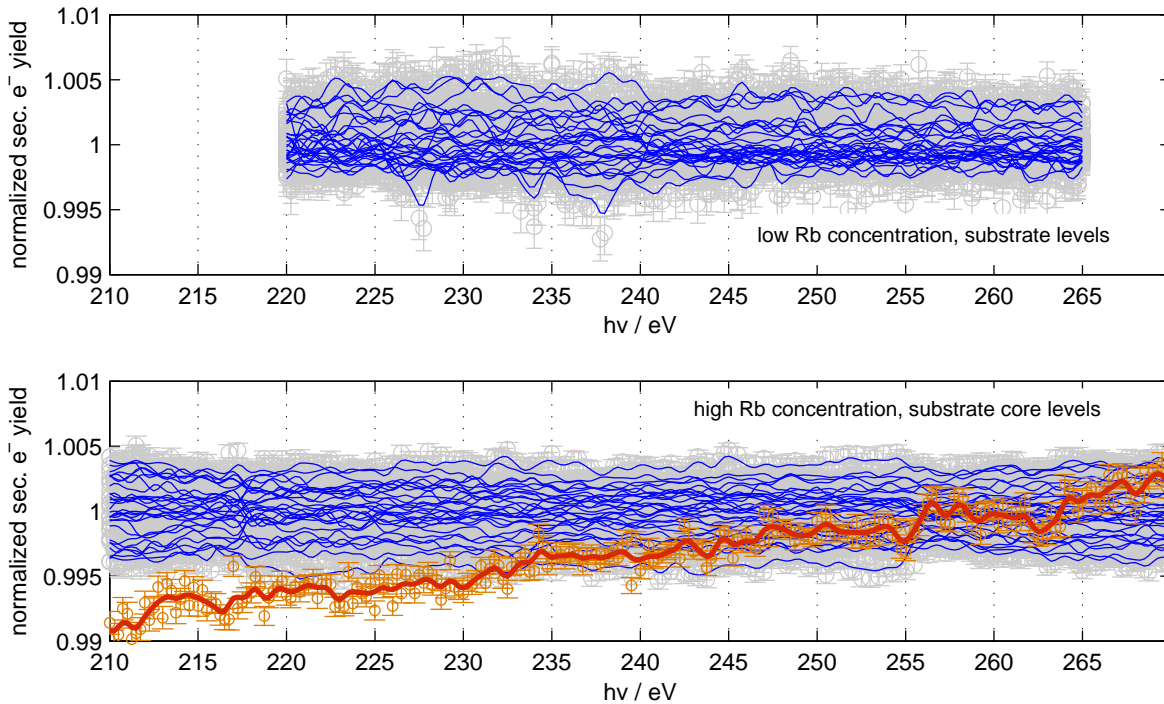 1.01
1.005
1
0.995
0.99
normalized sec. e⁻ yield
low Rb concentration, substrate levels
210 215 220 225 230 235 240 245 250 255 260 265
hν / eV
1.01
1.005
1
0.995
0.99
normalized sec. e⁻ yield
high Rb concentration, substrate core levels
210 215 220 225 230 235 240 245 250 255 260 265
hν / eV